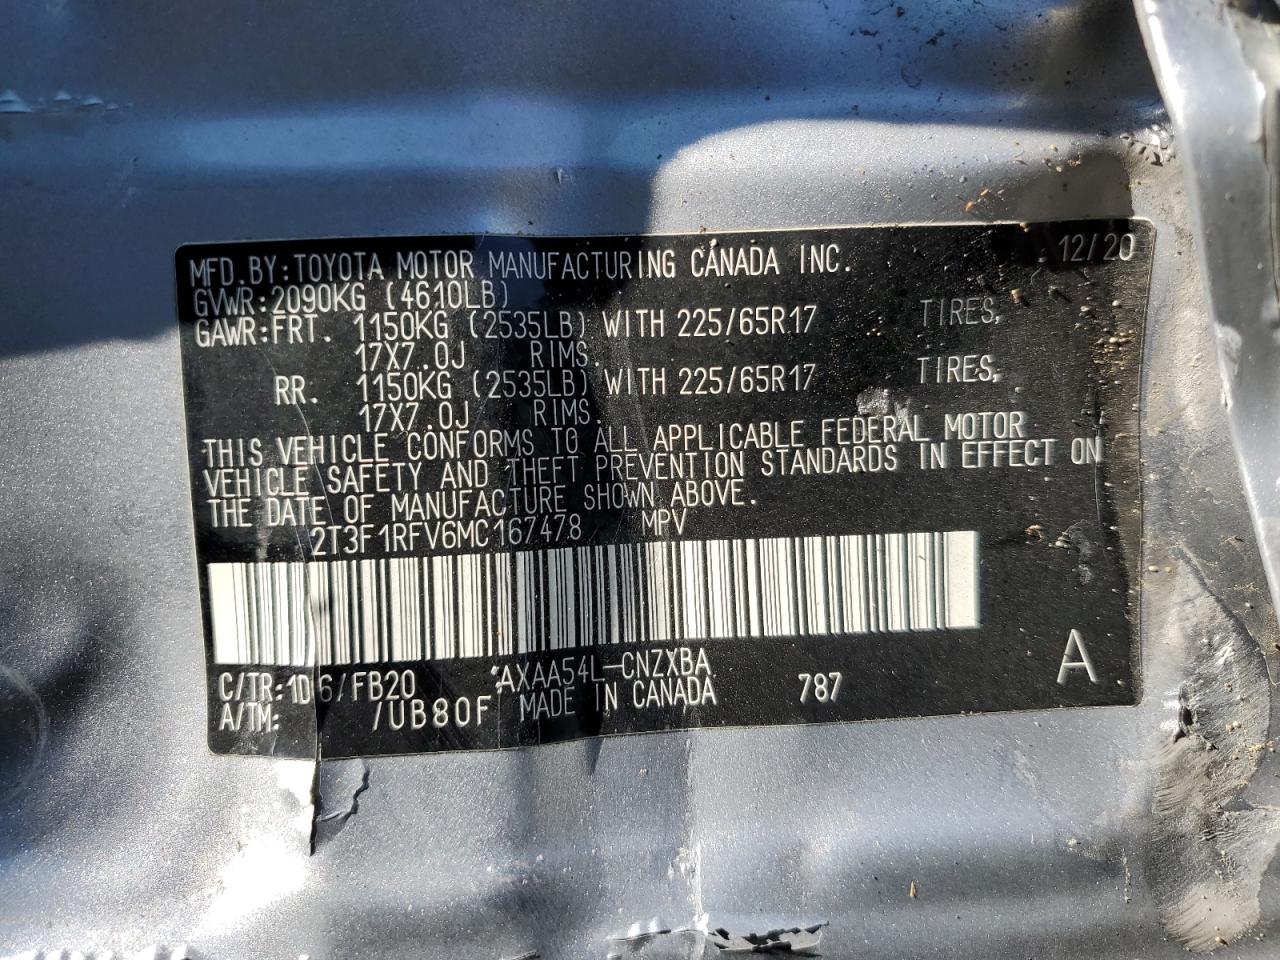 MFD.BY:TOYOTA MOTOR MANUFACTURING CANADA INC. 12/20
GVWR:2090KG (4610LB)
GAWR:FRT. 1150KG (2535LB) WITH 225/65R17 TIRES,
17X7.0J RIMS.
RR. 1150KG (2535LB) WITH 225/65R17 TIRES,
17X7.0J RIMS.
THIS VEHICLE CONFORMS TO ALL APPLICABLE FEDERAL MOTOR
VEHICLE SAFETY AND THEFT PREVENTION STANDARDS IN EFFECT ON
THE DATE OF MANUFACTURE SHOWN ABOVE.
2T3F1RFV6MC167478 MPV
C/TR:1D6/FB20 *AXAA54L-CNZXBA A
A/TM: /UB80F MADE IN CANADA 787